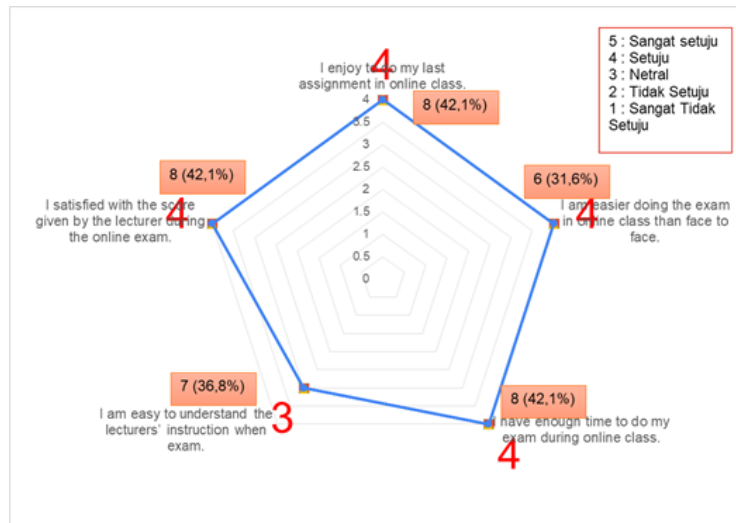 5 : Sangat setuju
4 : Setuju
3 : Netral
2 : Tidak Setuju
1 : Sangat Tidak
Setuju
4
I enjoy to do my last
assignment in online class.
8 (42,1%)
4
3.5
3
2.5
2
1.5
1
0.5
0
6 (31,6%)
4
I am easier doing the exam
in online class than face to
face.
8 (42,1%)
I have enough time to do my
exam during online class.
4
7 (36,8%)
I am easy to understand the
lecturers' instruction when
exam.
3
8 (42,1%)
I satisfied with the score
given by the lecturer during
the online exam.
4